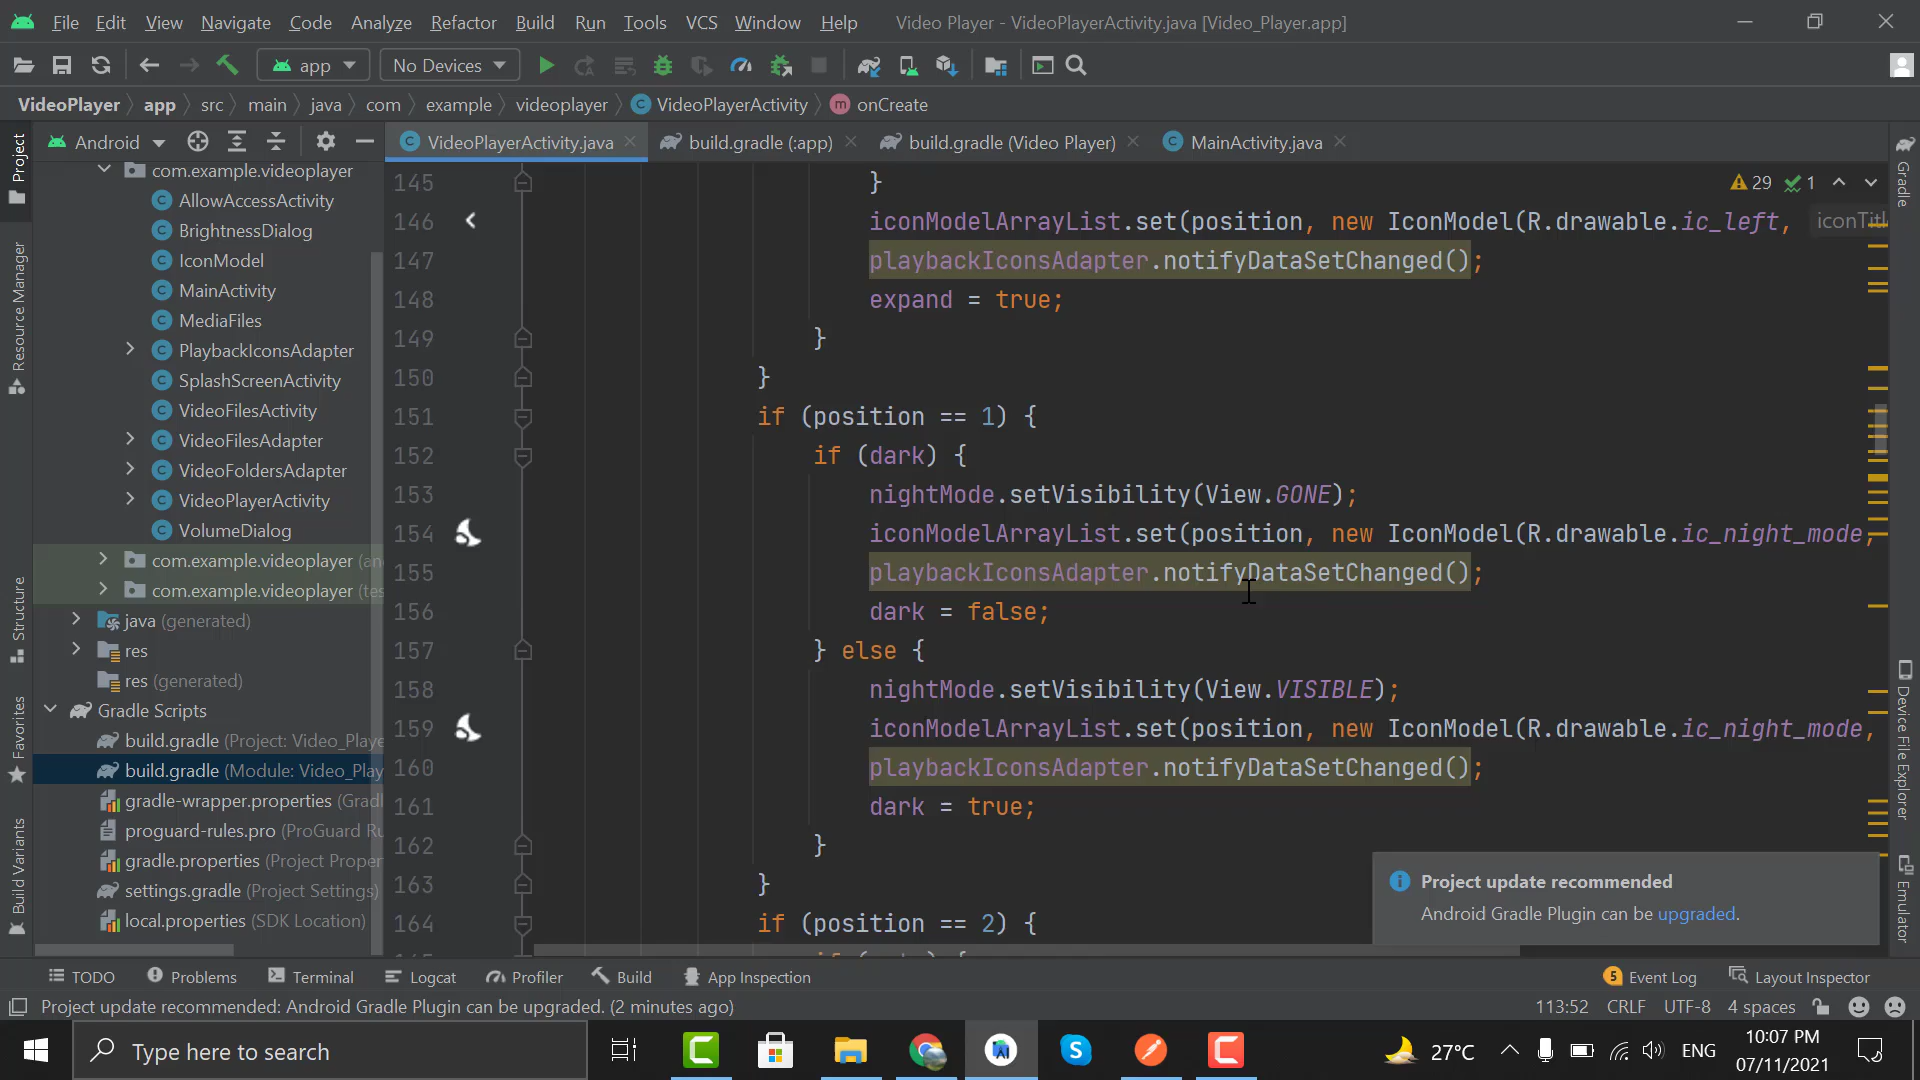 File Edit View Navigate Code Analyze Refactor Build Run Tools VCS Window Help Video Player - VideoPlayerActivity.java [Video_Player.app]
app No Devices
VideoPlayer app src main java com example videoplayer VideoPlayerActivity onCreate
Android VideoPlayerActivity.java build.gradle (:app) build.gradle (Video Player) MainActivity.java
Project
Resource Manager
Structure
Favorites
Build Variants
com.example.videoplayer
AllowAccessActivity
BrightnessDialog
IconModel
MainActivity
MediaFiles
PlaybackIconsAdapter
SplashScreenActivity
VideoFilesActivity
VideoFilesAdapter
VideoFoldersAdapter
VideoPlayerActivity
VolumeDialog
com.example.videoplayer (an
com.example.videoplayer (tes
java (generated)
res
res (generated)
Gradle Scripts
build.gradle (Project: Video_Playe
build.gradle (Module: Video_Play
gradle-wrapper.properties (Grad
proguard-rules.pro (ProGuard Ru
gradle.properties (Project Proper
settings.gradle (Project Settings)
local.properties (SDK Location)
29 1
145 }
146 iconModelArrayList.set(position, new IconModel(R.drawable.ic_left, iconTitl
147 playbackIconsAdapter.notifyDataSetChanged();
148 expand = true;
149 }
150 }
151 if (position == 1) {
152 if (dark) {
153 nightMode.setVisibility(View.GONE);
154 iconModelArrayList.set(position, new IconModel(R.drawable.ic_night_mode,
155 playbackIconsAdapter.notifyDataSetChanged();
156 dark = false;
157 } else {
158 nightMode.setVisibility(View.VISIBLE);
159 iconModelArrayList.set(position, new IconModel(R.drawable.ic_night_mode,
160 playbackIconsAdapter.notifyDataSetChanged();
161 dark = true;
162 }
163 }
164 if (position == 2) {
Gradle
Device File Explorer
Emulator
Project update recommended
Android Gradle Plugin can be upgraded.
TODO Problems Terminal Logcat Profiler Build App Inspection 5 Event Log Layout Inspector
Project update recommended: Android Gradle Plugin can be upgraded. (2 minutes ago) 113:52 CRLF UTF-8 4 spaces
Type here to search 27°C ENG
10:07 PM
07/11/2021